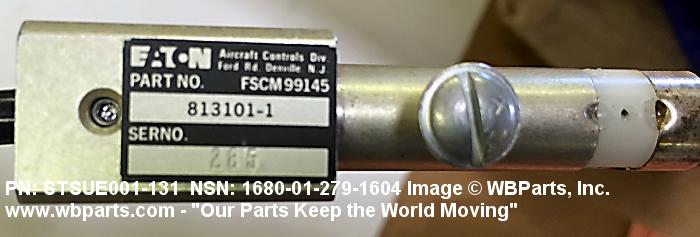 EATON Aircraft Controls Div.
Ford Rd. Denville N.J.
PART NO. FSCM 99145
813101-1
SERNO.
PN: STSUE001-131 NSN: 1680-01-279-1604 Image © WBParts, Inc.
www.wbparts.com - "Our Parts Keep the World Moving"